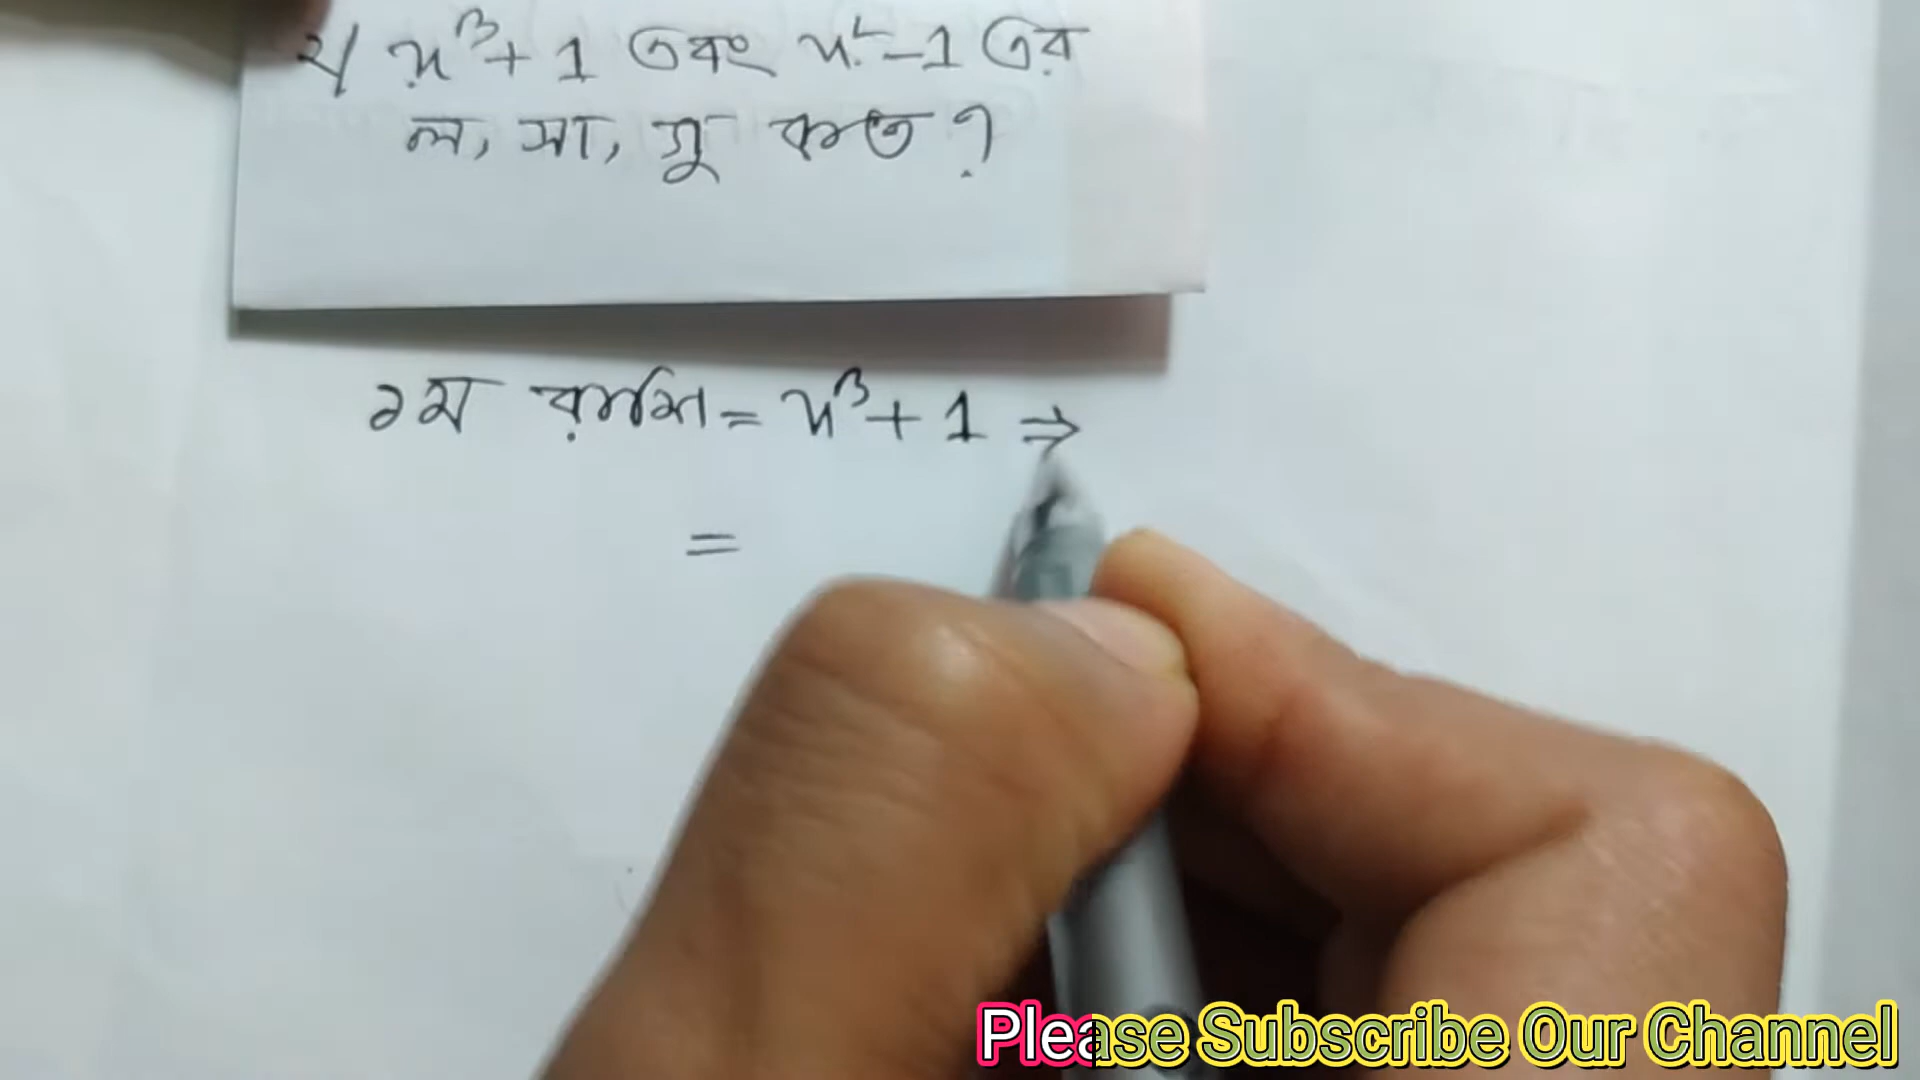 ২। x³+1 এবং x²-1 এর
ল, সা, গু কত?
১ম রাশি = x³+1 ⇒
=
Please Subscribe Our Channel